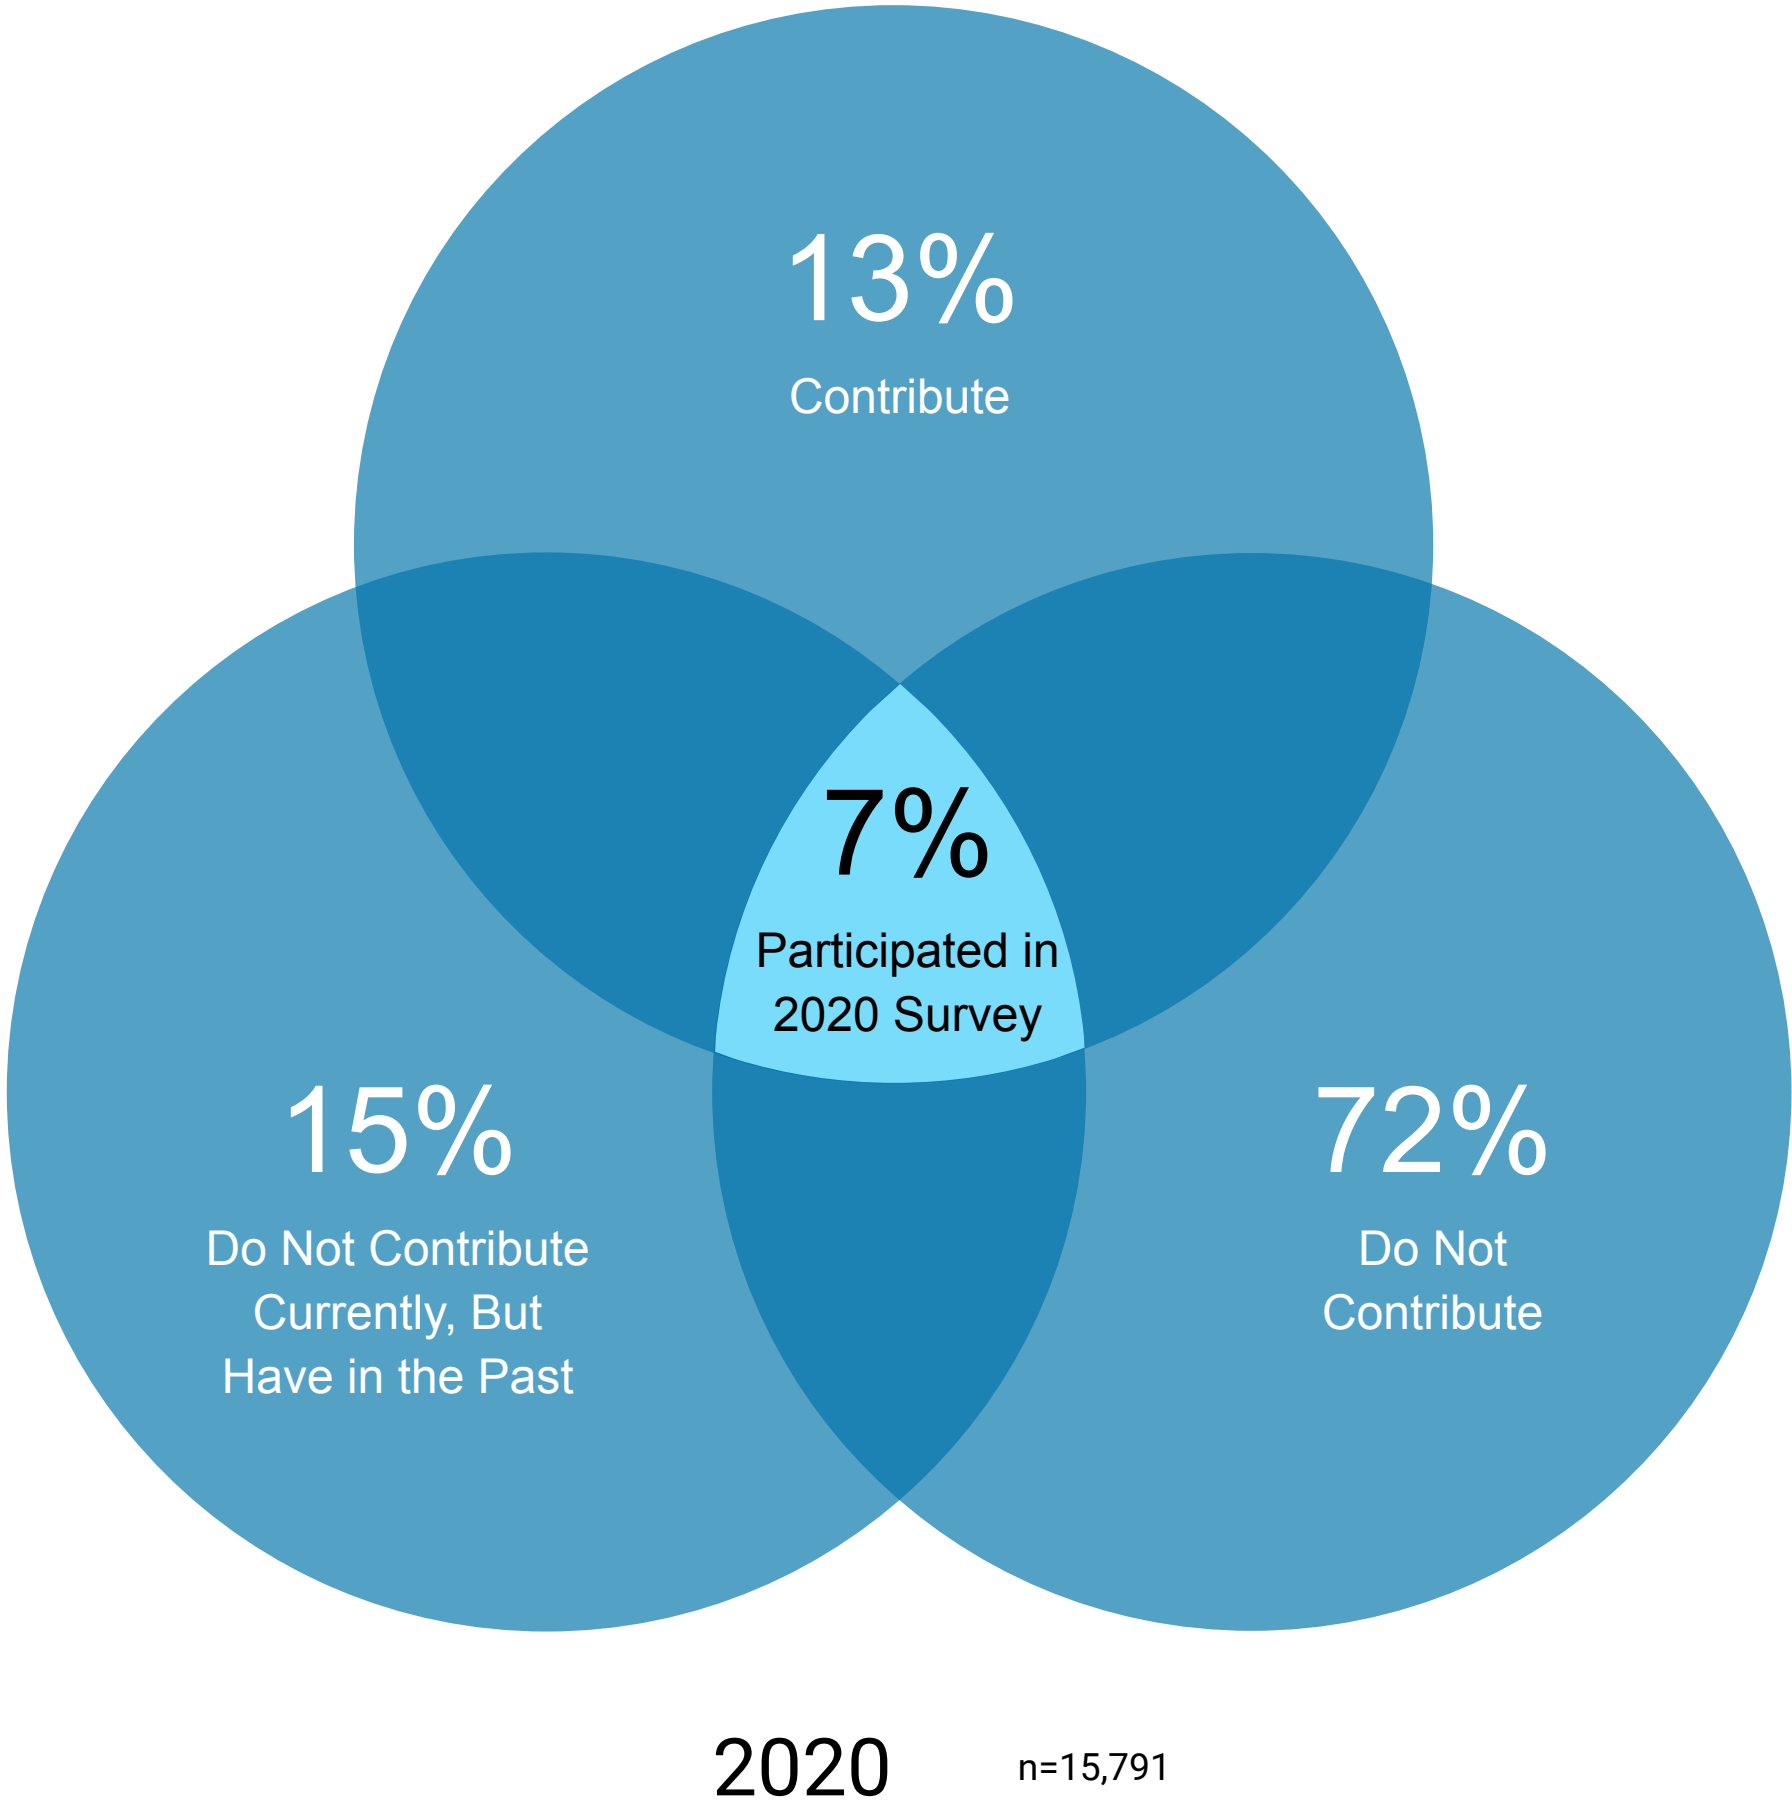 13%
Contribute
7%
Participated in
2020 Survey
15%
Do Not Contribute
Currently, But
Have in the Past
72%
Do Not
Contribute
2020
n=15,791